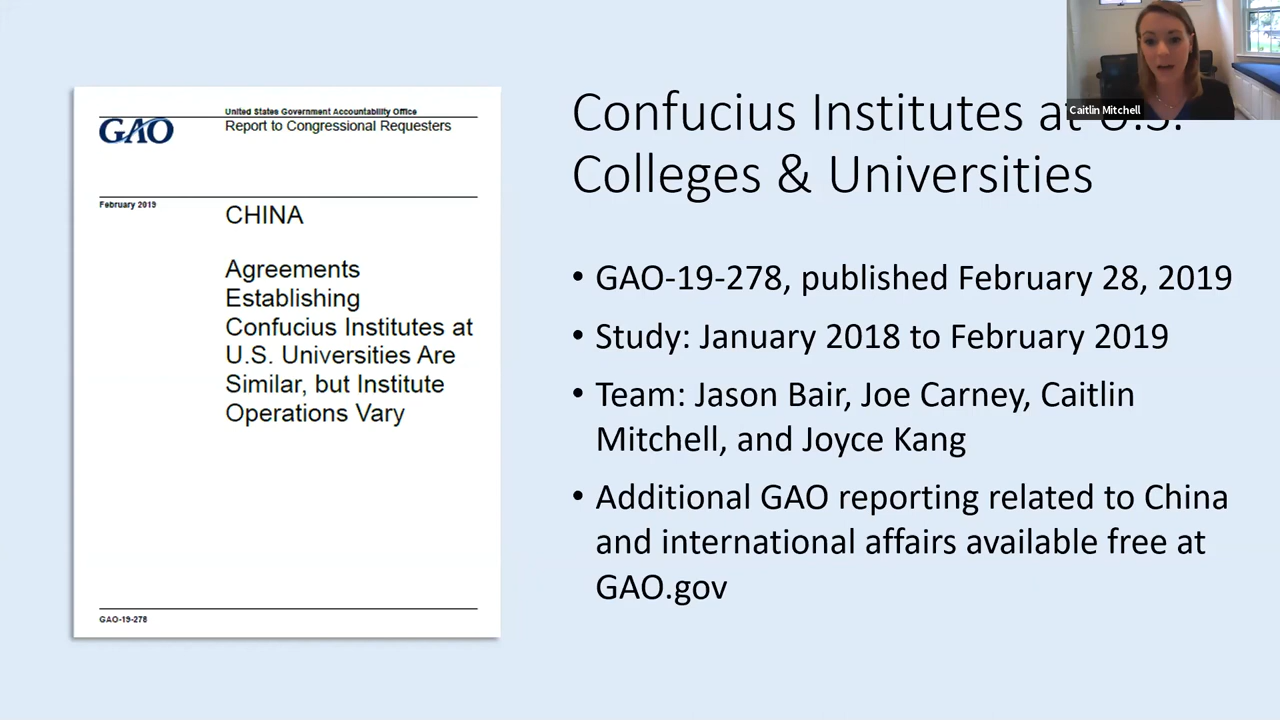 United States Government Accountability Office
GAO
Report to Congressional Requesters
February 2019
CHINA
Agreements
Establishing
Confucius Institutes at
U.S. Universities Are
Similar, but Institute
Operations Vary
GAO-19-278
Caitlin Mitchell
Confucius Institutes at U.S.
Colleges & Universities
• GAO-19-278, published February 28, 2019
• Study: January 2018 to February 2019
• Team: Jason Bair, Joe Carney, Caitlin
Mitchell, and Joyce Kang
• Additional GAO reporting related to China
and international affairs available free at
GAO.gov